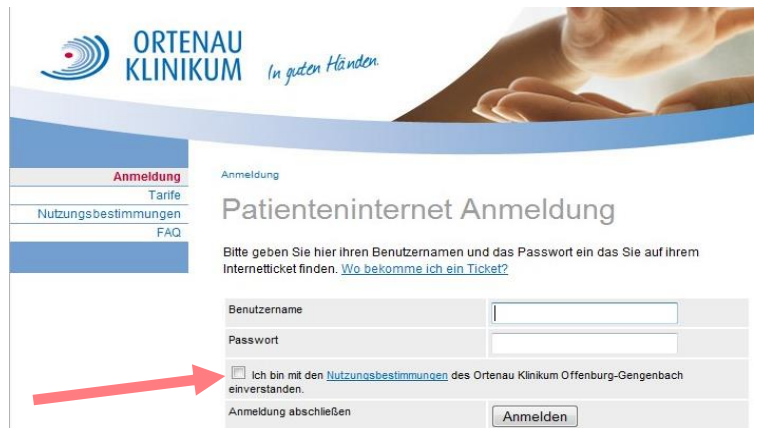 ORTENAU
KLINIKUM
In guten Händen.
Anmeldung
Tarife
Nutzungsbestimmungen
FAQ
Anmeldung
Patienteninternet Anmeldung
Bitte geben Sie hier ihren Benutzernamen und das Passwort ein das Sie auf ihrem
Internetticket finden. Wo bekomme ich ein Ticket?
Benutzername
Passwort
Ich bin mit den Nutzungsbestimmungen des Ortenau Klinikum Offenburg-Gengenbach
einverstanden.
Anmeldung abschließen
Anmelden